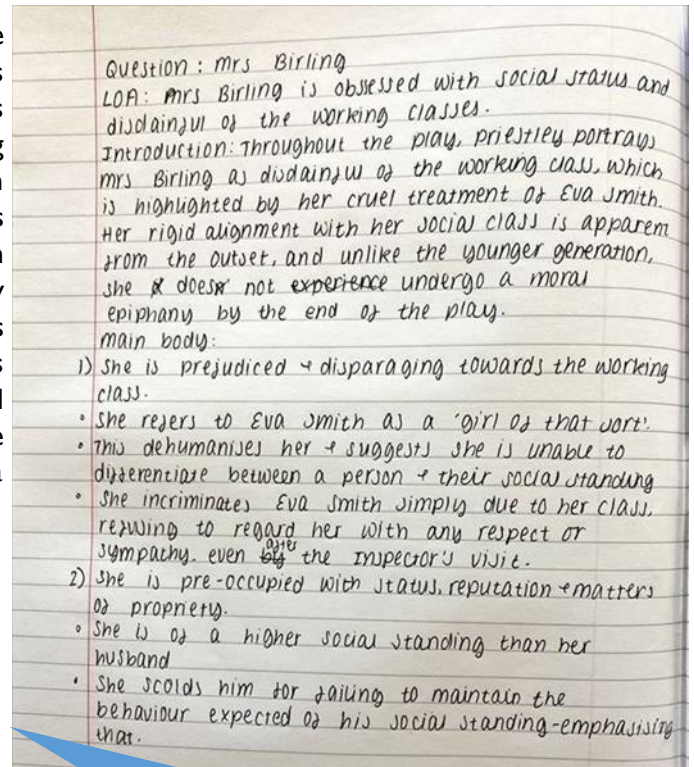 Question : mrs Birling
LOA: Mrs Birling is obsessed with social status and
disdainful of the working classes.
Introduction: Throughout the play, priestley portrays
mrs Birling as disdainful of the working class, which
is highlighted by her cruel treatment of Eva Smith.
Her rigid alignment with her social class is apparent
from the outset, and unlike the younger generation,
she does not experience undergo a moral
epiphany by the end of the play.
main body:
1) She is prejudiced + disparaging towards the working
class.
• She refers to Eva Smith as a 'girl of that sort'.
• This dehumanises her + suggests she is unable to
differentiate between a person + their social standing
• She incriminates Eva Smith simply due to her class,
refusing to regard her with any respect or
sympathy, even after the Inspector's visit.
2) She is pre-occupied with status, reputation + matters
of propriety.
• She is of a higher social standing than her
husband
• She scolds him for failing to maintain the
behaviour expected of his social standing-emphasising
that.